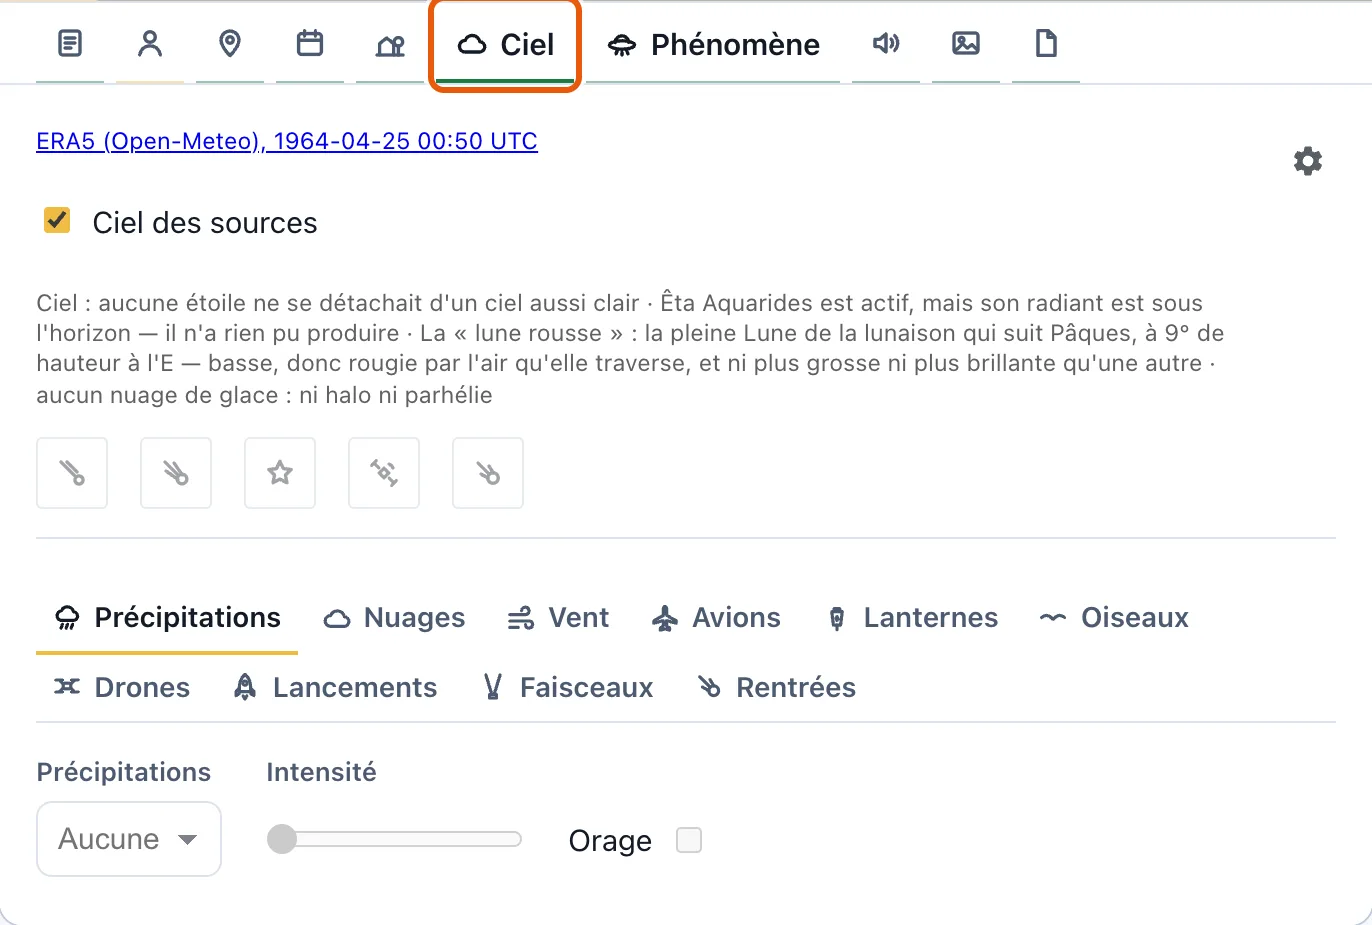 Ciel
Phénomène
ERA5 (Open-Meteo), 1964-04-25 00:50 UTC
Ciel des sources
Ciel : aucune étoile ne se détachait d'un ciel aussi clair · Êta Aquarides est actif, mais son radiant est sous
l'horizon — il n'a rien pu produire · La « lune rousse » : la pleine Lune de la lunaison qui suit Pâques, à 9° de
hauteur à l'E — basse, donc rougie par l'air qu'elle traverse, et ni plus grosse ni plus brillante qu'une autre ·
aucun nuage de glace : ni halo ni parhélie
Précipitations Nuages Vent Avions Lanternes Oiseaux
Drones Lancements Faisceaux Rentrées
Précipitations Intensité
Aucune Orage